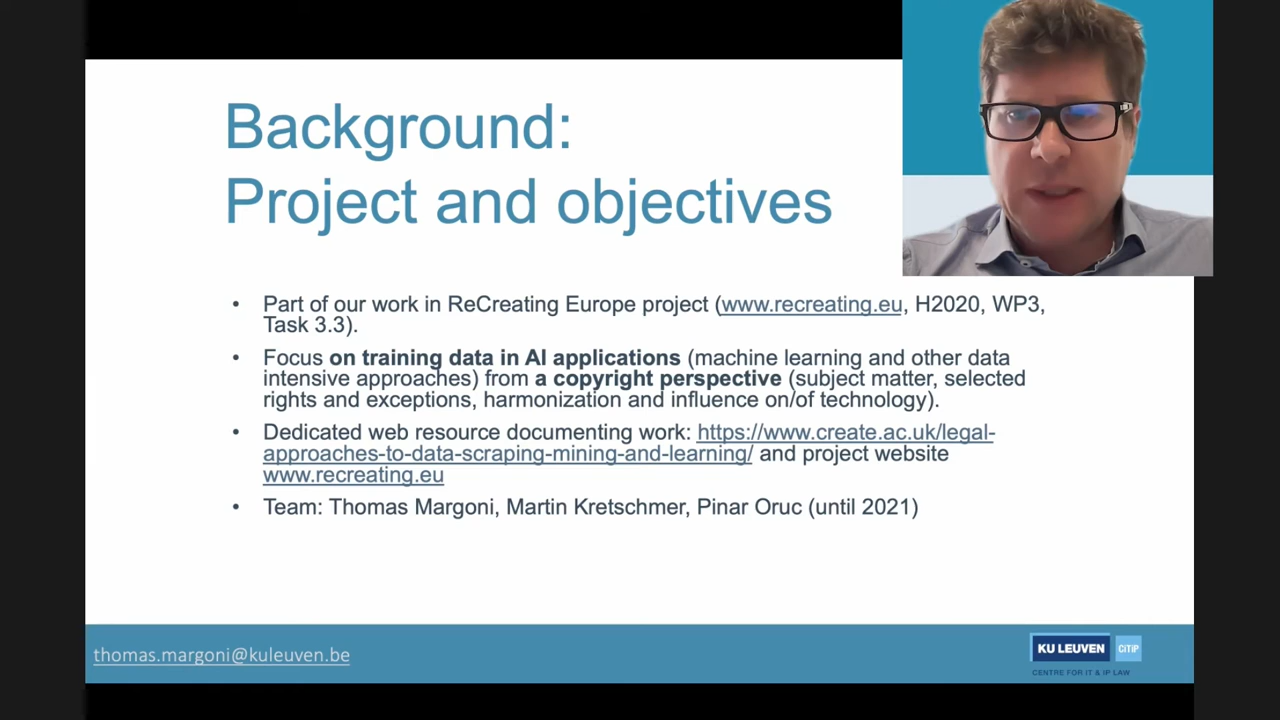 Background:
Project and objectives
• Part of our work in ReCreating Europe project (www.recreating.eu, H2020, WP3,
Task 3.3).
• Focus on training data in AI applications (machine learning and other data
intensive approaches) from a copyright perspective (subject matter, selected
rights and exceptions, harmonization and influence on/of technology).
• Dedicated web resource documenting work: https://www.create.ac.uk/legal-
approaches-to-data-scraping-mining-and-learning/ and project website
www.recreating.eu
• Team: Thomas Margoni, Martin Kretschmer, Pinar Oruc (until 2021)
thomas.margoni@kuleuven.be
KU LEUVEN CiTiP
CENTRE FOR IT & IP LAW